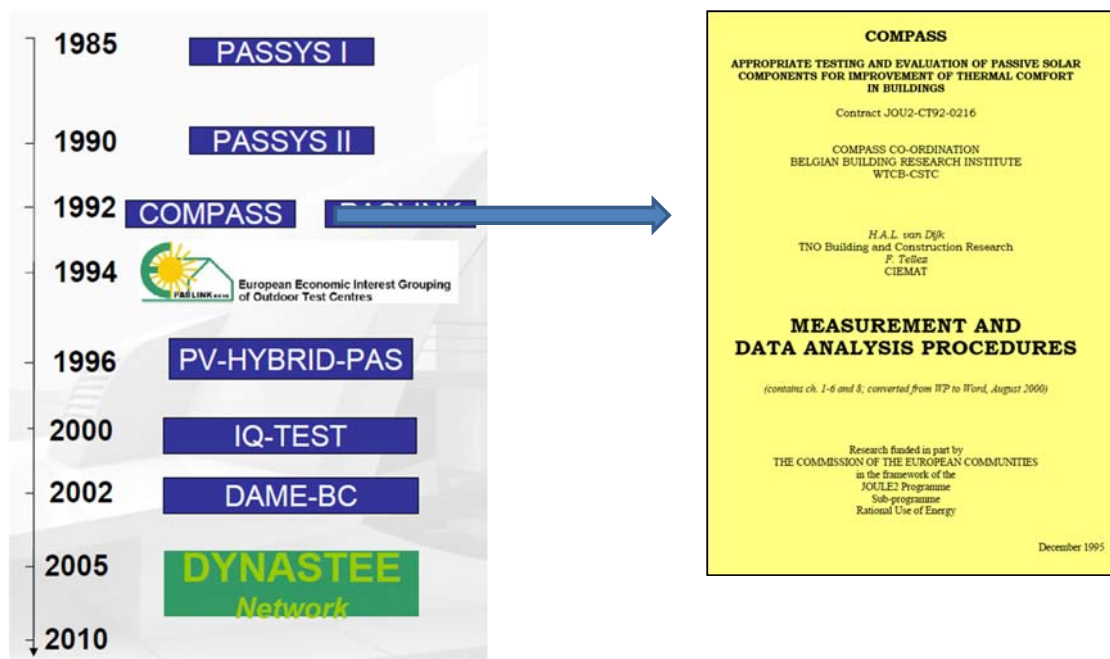 1985 PASSYS I
1990 PASSYS II
1992 COMPASS
1994
PASLINK
European Economic Interest Grouping
of Outdoor Test Centres
1996 PV-HYBRID-PAS
2000 IQ-TEST
2002 DAME-BC
2005 DYNASTEE
Network
2010
COMPASS
APPROPRIATE TESTING AND EVALUATION OF PASSIVE SOLAR
COMPONENTS FOR IMPROVEMENT OF THERMAL COMFORT
IN BUILDINGS
Contract JOU2-CT92-0216
COMPASS CO-ORDINATION
BELGIAN BUILDING RESEARCH INSTITUTE
WTCB-CSTC
H.A.L. van Dijk
TNO Building and Construction Research
F. Tellez
CIEMAT
MEASUREMENT AND
DATA ANALYSIS PROCEDURES
(contains ch. 1-6 and 8; converted from WP to Word, August 2000)
Research funded in part by
THE COMMISSION OF THE EUROPEAN COMMUNITIES
in the framework of the
JOULE2 Programme
Sub-programme
Rational Use of Energy
December 1995